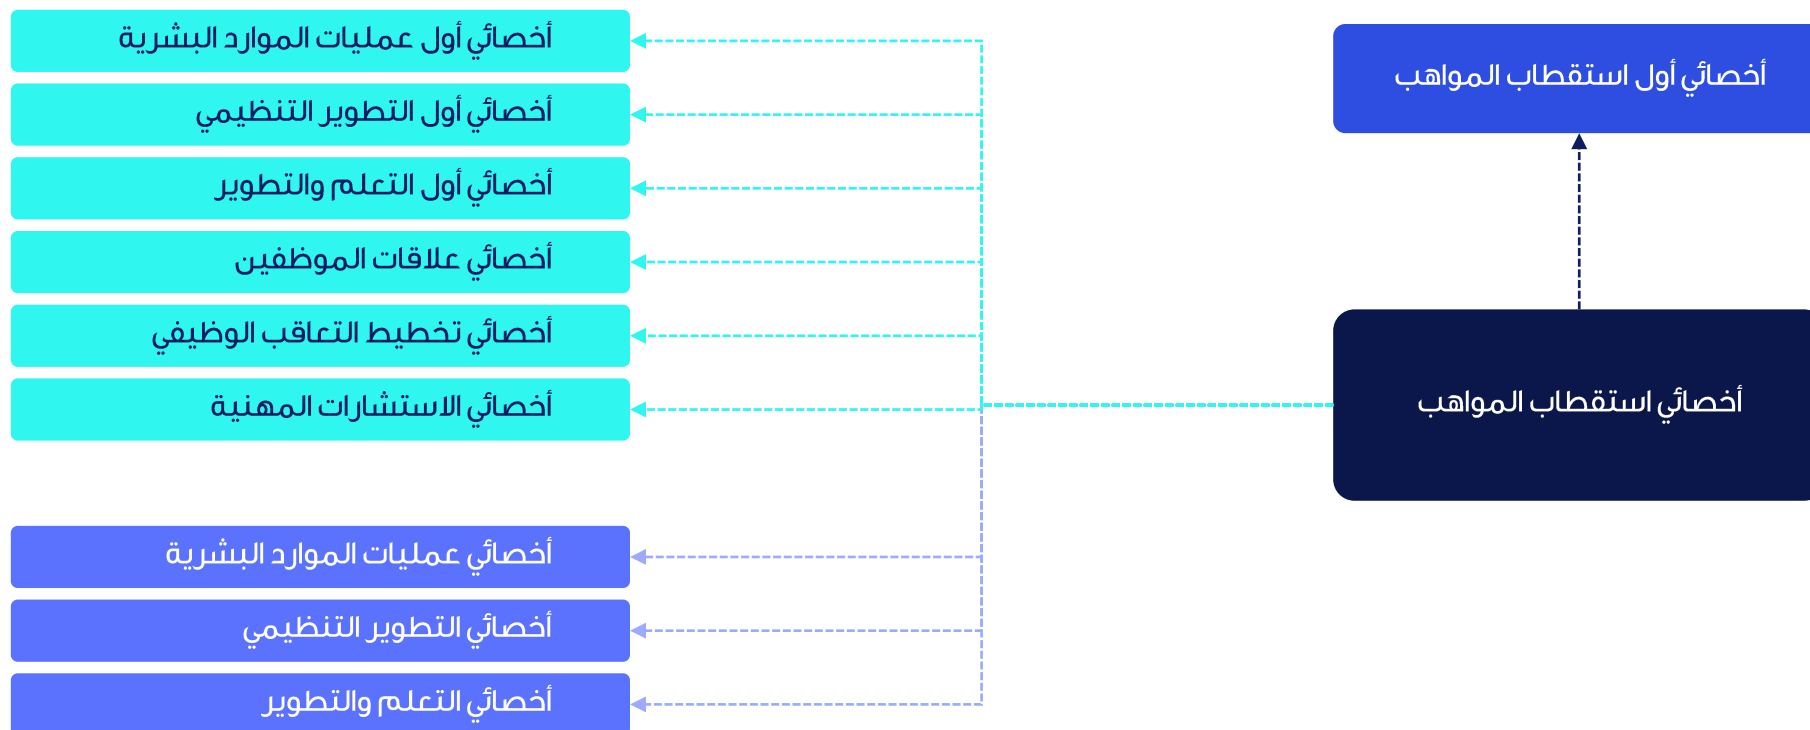 أخصائي أول استقطاب المواهب
أخصائي استقطاب المواهب
أخصائي أول عمليات الموارد البشرية
أخصائي أول التطوير التنظيمي
أخصائي أول التعلم والتطوير
أخصائي علاقات الموظفين
أخصائي تخطيط التعاقب الوظيفي
أخصائي الاستشارات المهنية
أخصائي عمليات الموارد البشرية
أخصائي التطوير التنظيمي
أخصائي التعلم والتطوير